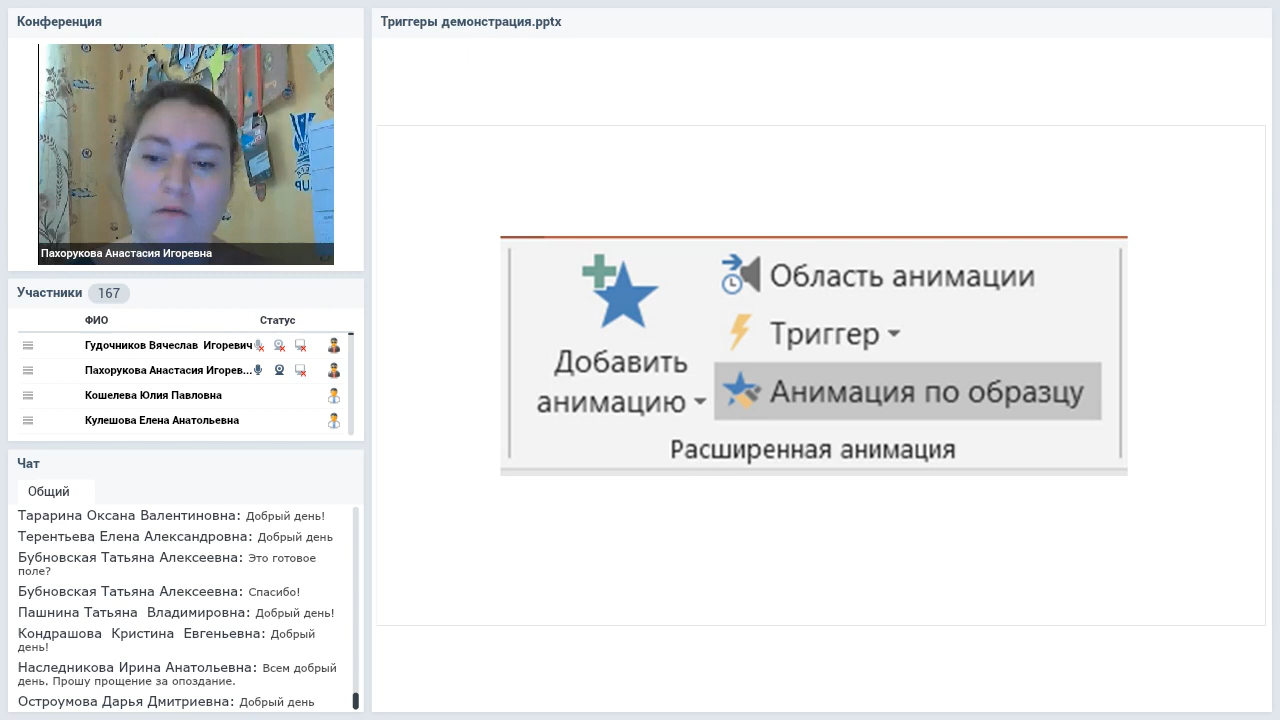 Конференция
Пахорукова Анастасия Игоревна
Участники 167
ФИО Статус
Гудочников Вячеслав Игоревич
Пахорукова Анастасия Игорев...
Кошелева Юлия Павловна
Кулешова Елена Анатольевна
Чат
Общий
Тарарина Оксана Валентиновна: Добрый день!
Терентьева Елена Александровна: Добрый день
Бубновская Татьяна Алексеевна: Это готовое
поле?
Бубновская Татьяна Алексеевна: Спасибо!
Пашнина Татьяна Владимировна: Добрый день!
Кондрашова Кристина Евгеньевна: Добрый
день!
Наследникова Ирина Анатольевна: Всем добрый
день. Прошу прощение за опоздание.
Остроумова Дарья Дмитриевна: Добрый день
Триггеры демонстрация.pptx
Добавить
анимацию
Область анимации
Триггер
Анимация по образцу
Расширенная анимация